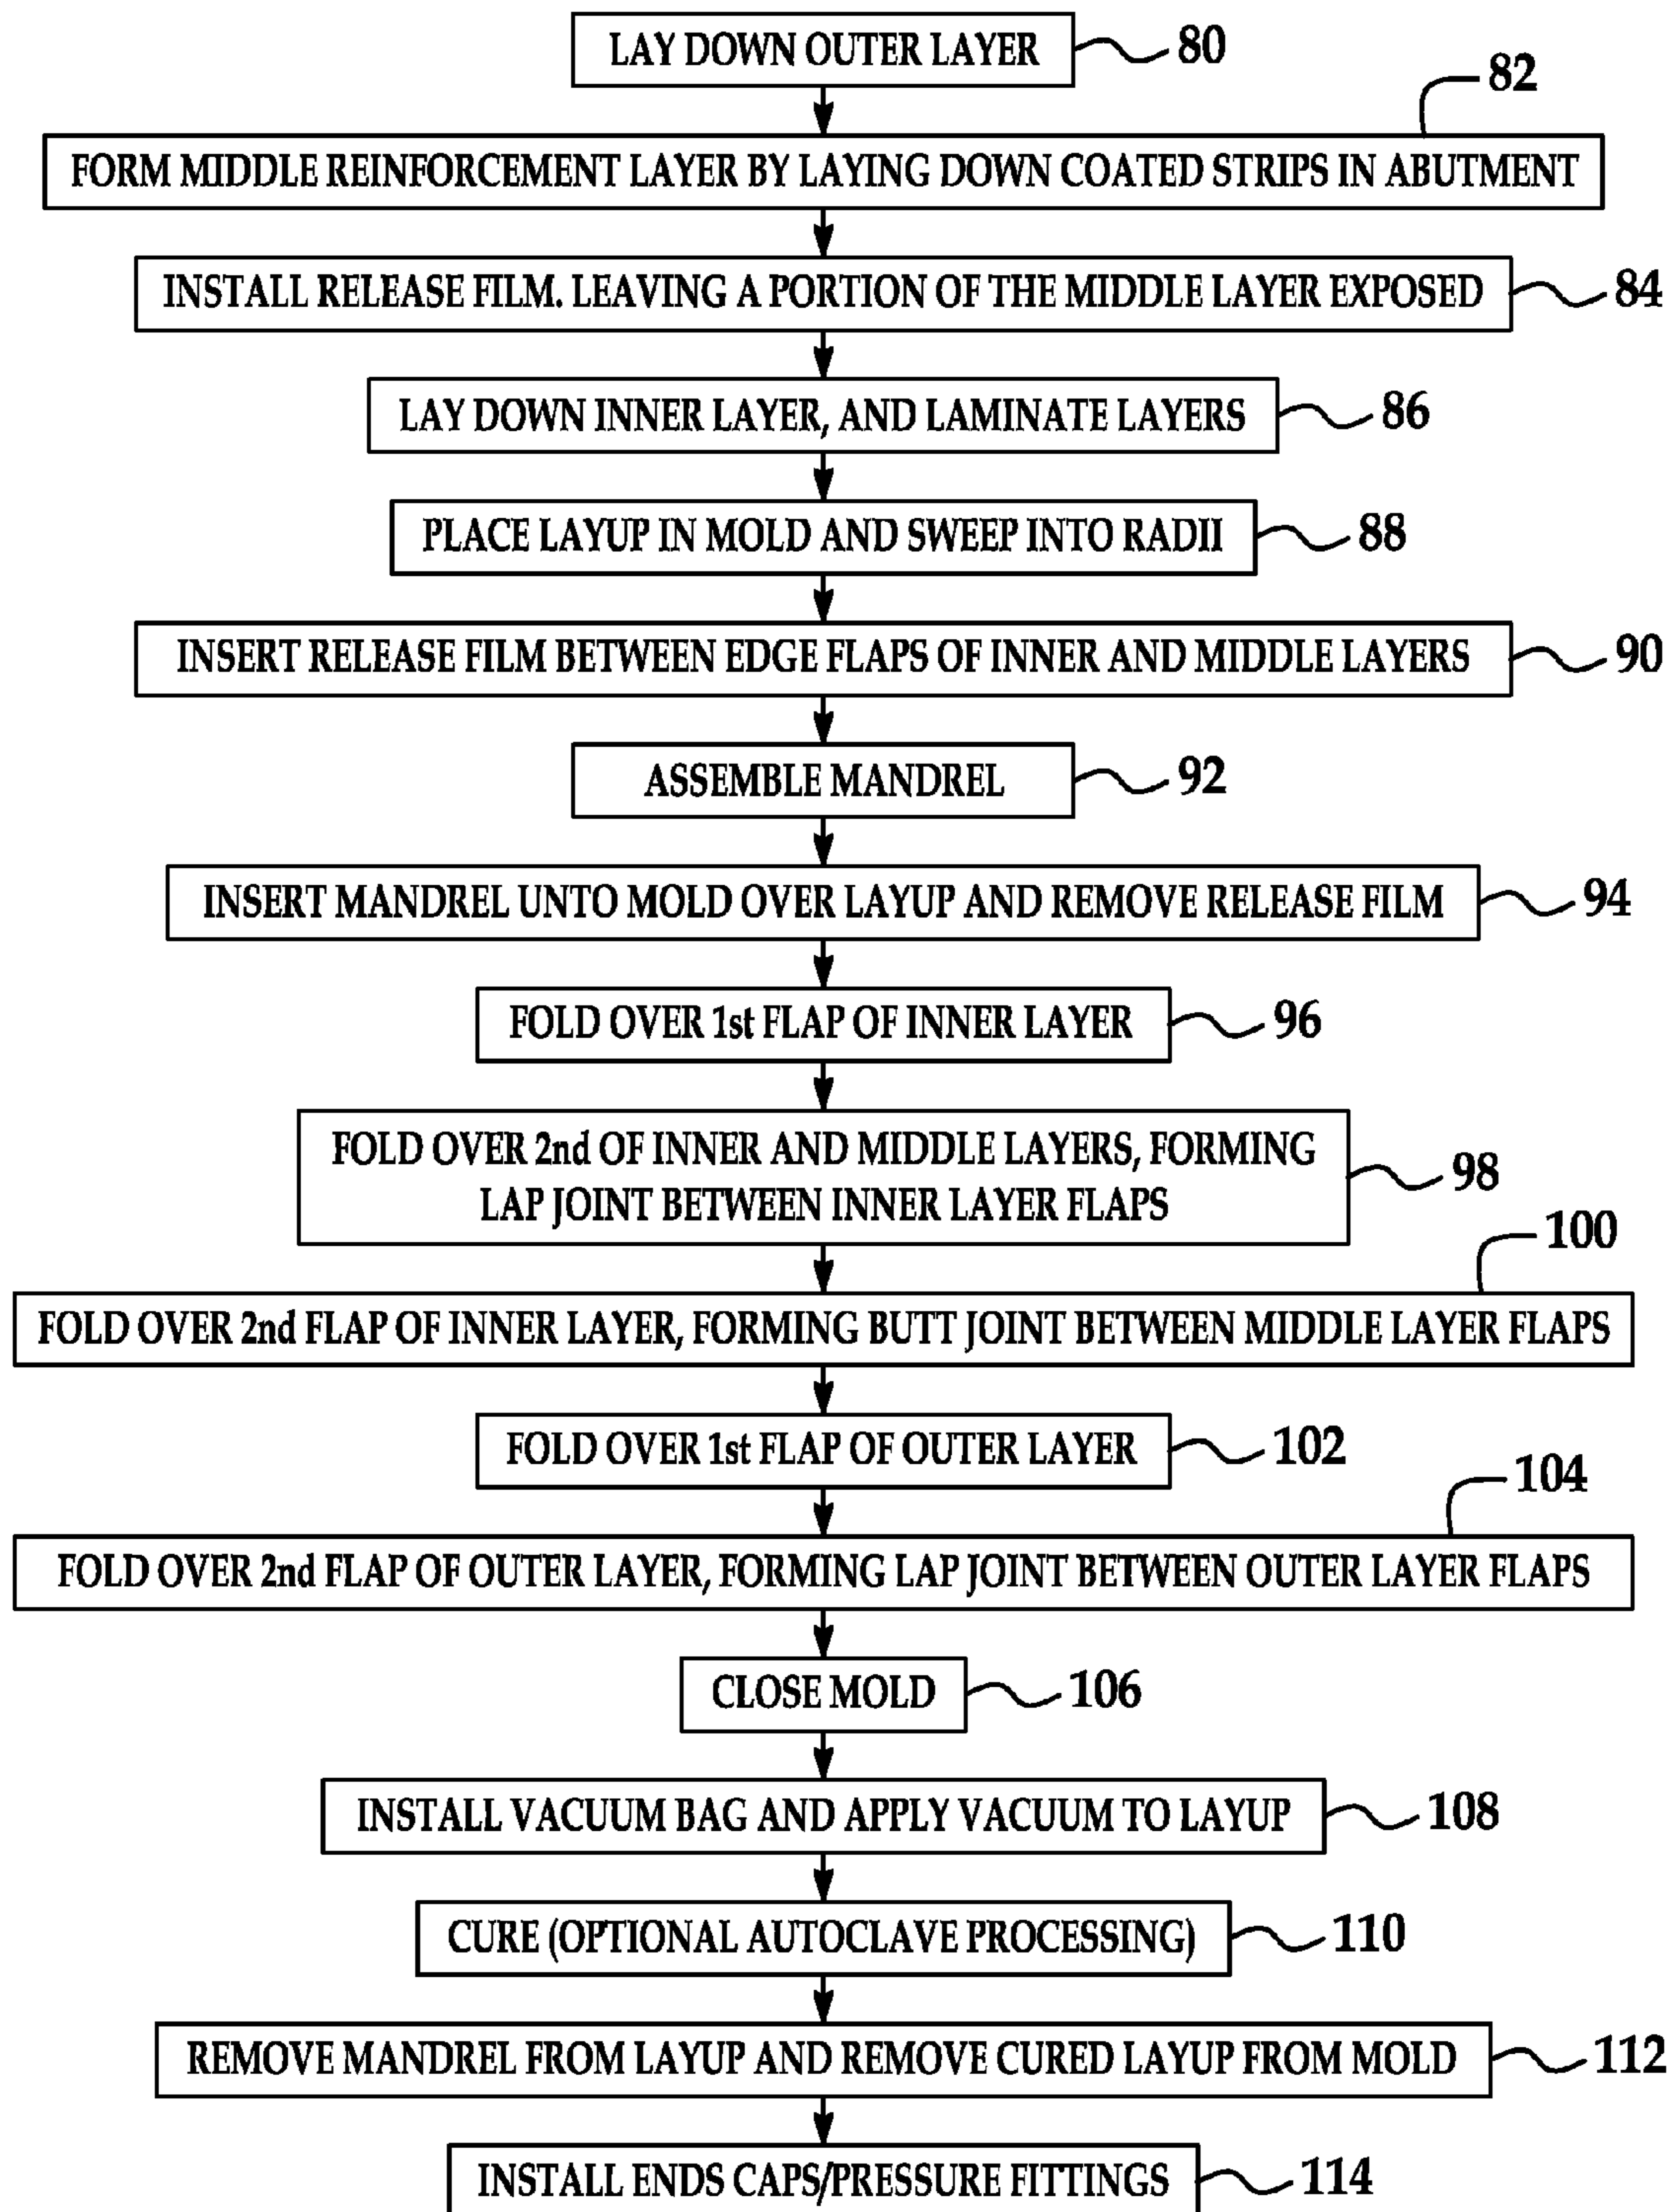 LAY DOWN OUTER LAYER
80
82
FORM MIDDLE REINFORCEMENT LAYER BY LAYING DOWN COATED STRIPS IN ABUTMENT
INSTALL RELEASE FILM. LEAVING A PORTION OF THE MIDDLE LAYER EXPOSED
84
LAY DOWN INNER LAYER, AND LAMINATE LAYERS
86
PLACE LAYUP IN MOLD AND SWEEP INTO RADII
88
INSERT RELEASE FILM BETWEEN EDGE FLAPS OF INNER AND MIDDLE LAYERS
90
ASSEMBLE MANDREL
92
INSERT MANDREL UNTO MOLD OVER LAYUP AND REMOVE RELEASE FILM
94
FOLD OVER 1st FLAP OF INNER LAYER
96
FOLD OVER 2nd OF INNER AND MIDDLE LAYERS, FORMING
LAP JOINT BETWEEN INNER LAYER FLAPS
98
100
FOLD OVER 2nd FLAP OF INNER LAYER, FORMING BUTT JOINT BETWEEN MIDDLE LAYER FLAPS
FOLD OVER 1st FLAP OF OUTER LAYER
102
104
FOLD OVER 2nd FLAP OF OUTER LAYER, FORMING LAP JOINT BETWEEN OUTER LAYER FLAPS
CLOSE MOLD
106
INSTALL VACUUM BAG AND APPLY VACUUM TO LAYUP
108
CURE (OPTIONAL AUTOCLAVE PROCESSING)
110
REMOVE MANDREL FROM LAYUP AND REMOVE CURED LAYUP FROM MOLD
112
INSTALL ENDS CAPS/PRESSURE FITTINGS
114